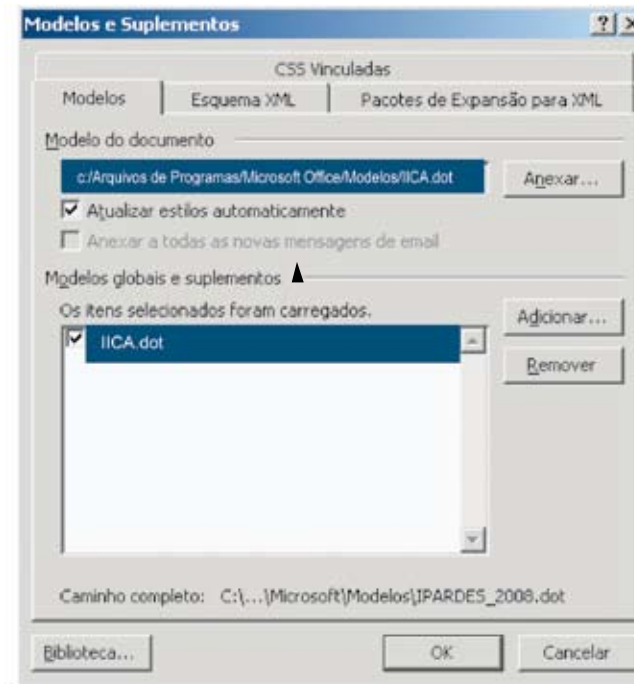 Modelos e Suplementos
CSS Vinculadas
Modelos Esquema XML Pacotes de Expansão para XML
Modelo do documento
c:/Arquivos de Programas/Microsoft Office/Modelos/IICA.dot Anexar...
Atualizar estilos automaticamente
Anexar a todas as novas mensagens de email
Modelos globais e suplementos
Os itens selecionados foram carregados.
Adicionar...
IICA.dot
Remover
Caminho completo: C:\...\Microsoft\Modelos\IPARDES_2008.dot
Biblioteca... OK Cancelar